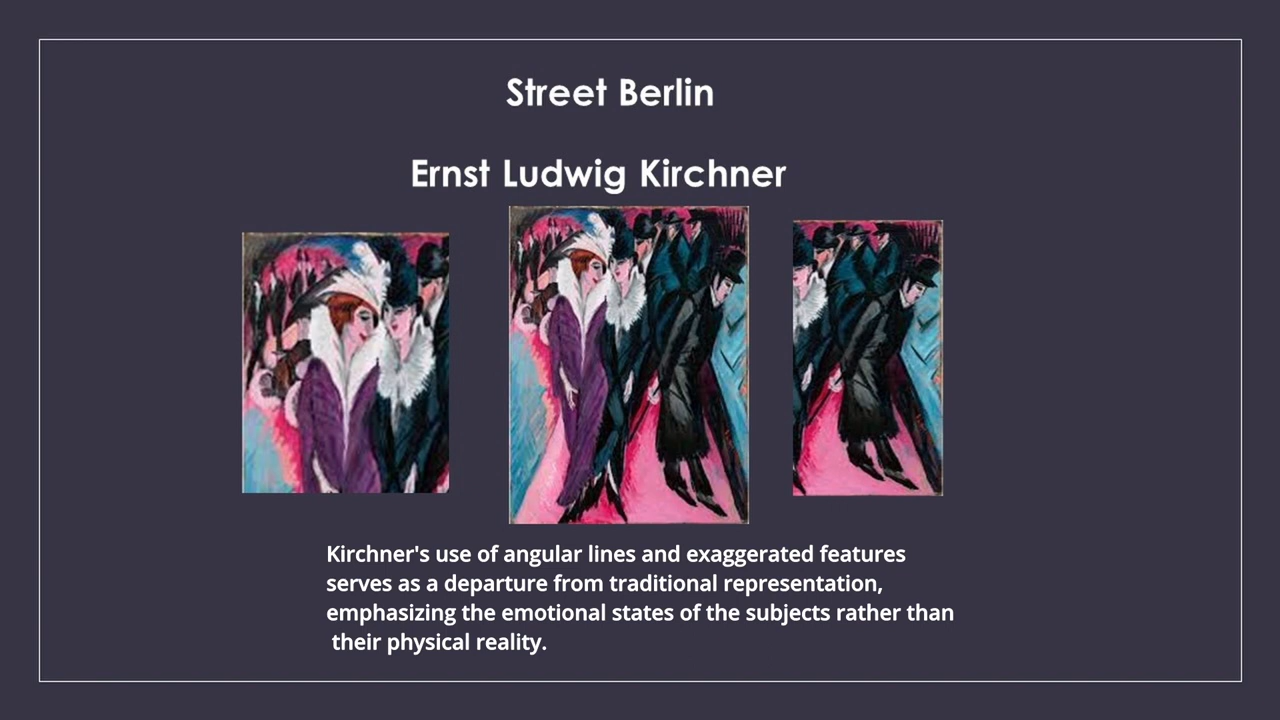 Street Berlin
Ernst Ludwig Kirchner
Kirchner's use of angular lines and exaggerated features
serves as a departure from traditional representation,
emphasizing the emotional states of the subjects rather than
their physical reality.